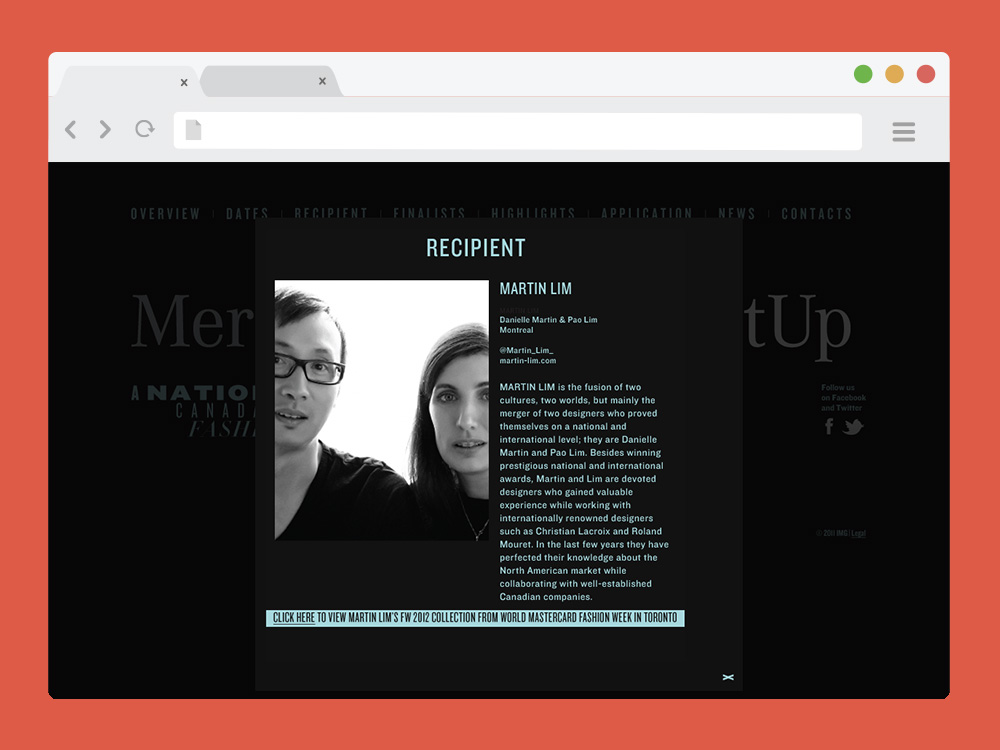 OVERVIEW | DATES | RECIPIENT | FINALISTS | HIGHLIGHTS | APPLICATION | NEWS | CONTACTS
RECIPIENT
Mer
tUp
A NATIO
CANADA
FASHI
MARTIN LIM
Danielle Martin & Pao Lim
Montreal
@Martin_Lim_
martin-lim.com
MARTIN LIM is the fusion of two
cultures, two worlds, but mainly the
merger of two designers who proved
themselves on a national and
international level; they are Danielle
Martin and Pao Lim. Besides winning
prestigious national and international
awards, Martin and Lim are devoted
designers who gained valuable
experience while working with
internationally renowned designers
such as Christian Lacroix and Roland
Mouret. In the last few years they have
perfected their knowledge about the
North American market while
collaborating with well-established
Canadian companies.
CLICK HERE TO VIEW MARTIN LIM'S FW 2012 COLLECTION FROM WORLD MASTERCARD FASHION WEEK IN TORONTO
Follow us
on Facebook
and Twitter
© 2011 IMG | Legal